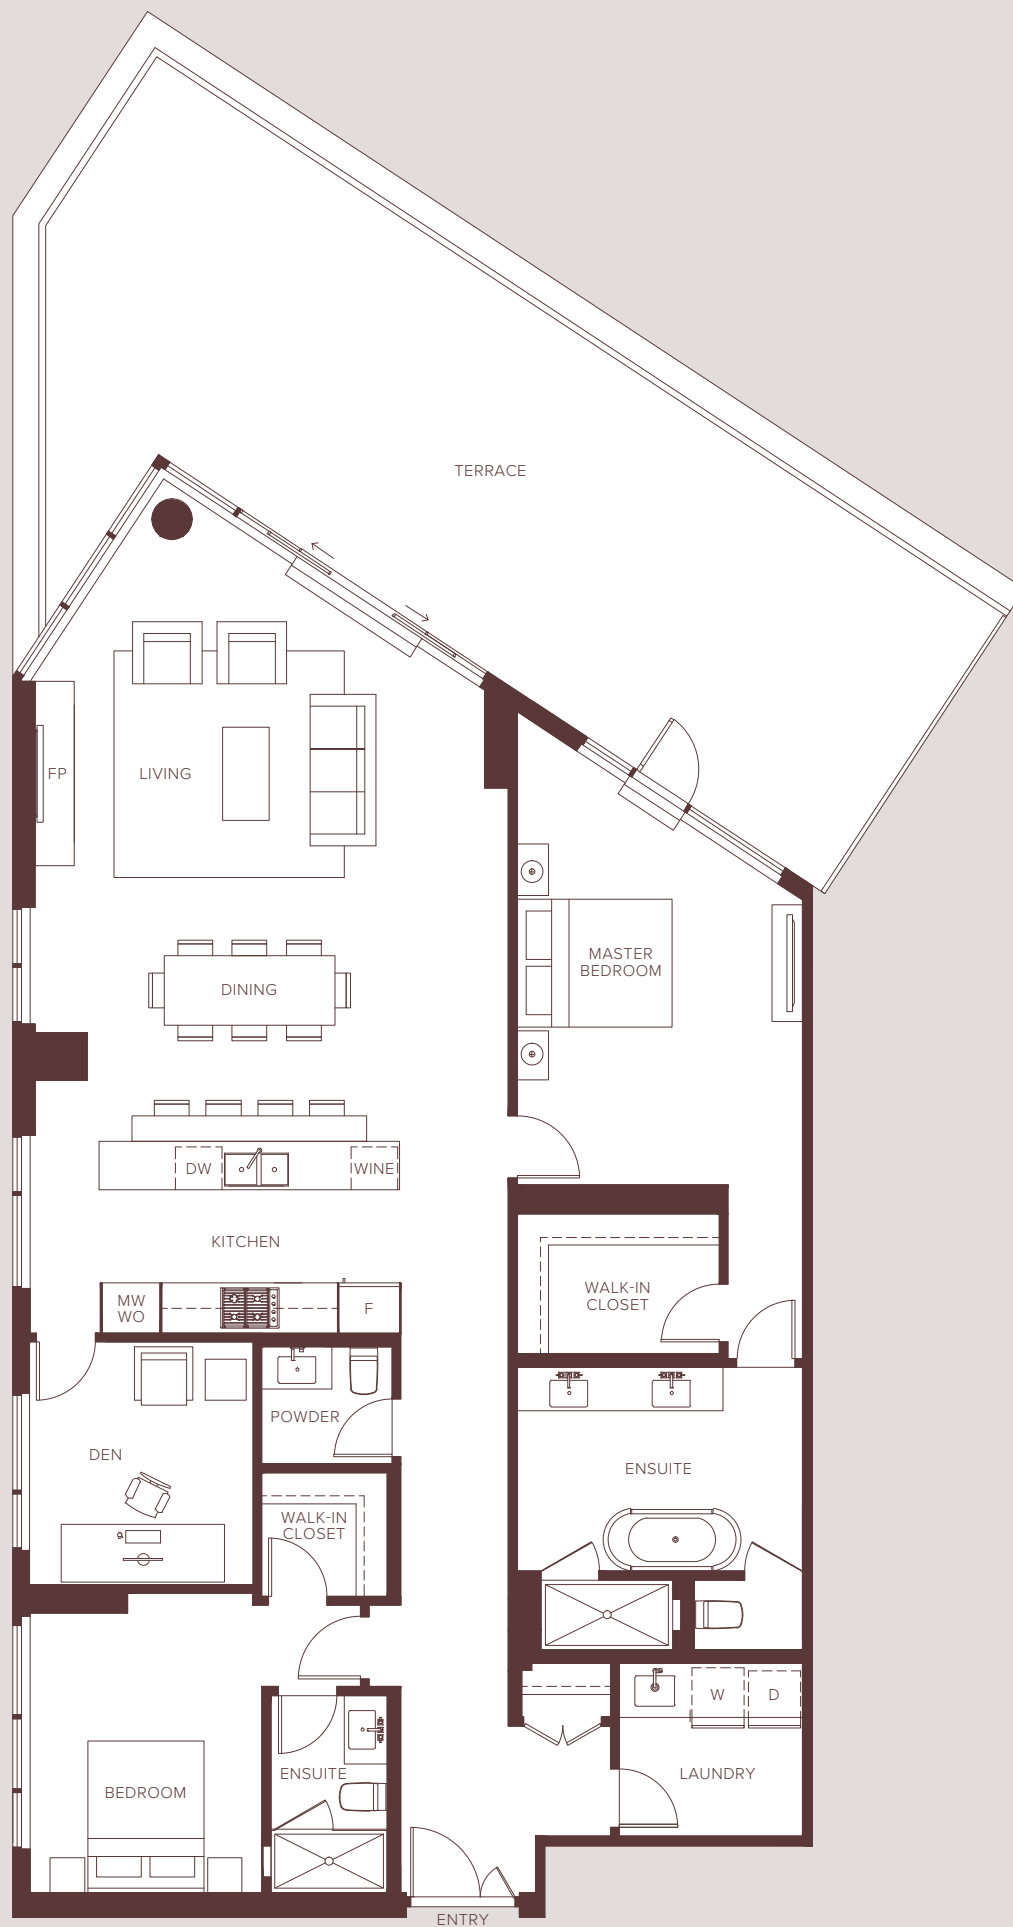 TERRACE
FP
LIVING
MASTER
BEDROOM
DINING
DW
WINE
KITCHEN
MW
WO
F
WALK-IN
CLOSET
POWDER
DEN
ENSUITE
WALK-IN
CLOSET
W
D
ENSUITE
LAUNDRY
BEDROOM
ENTRY